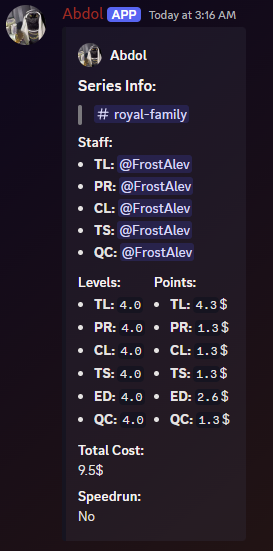 Abdol APP Today at 3:16 AM
Abdol
Series Info:
# royal-family
Staff:
• TL: @FrostAlev
• PR: @FrostAlev
• CL: @FrostAlev
• TS: @FrostAlev
• QC: @FrostAlev
Levels: Points:
• TL: 4.0 • TL: 4.3$
• PR: 4.0 • PR: 1.3$
• CL: 4.0 • CL: 1.3$
• TS: 4.0 • TS: 1.3$
• ED: 4.0 • ED: 2.6$
• QC: 4.0 • QC: 1.3$
Total Cost:
9.5$
Speedrun:
No